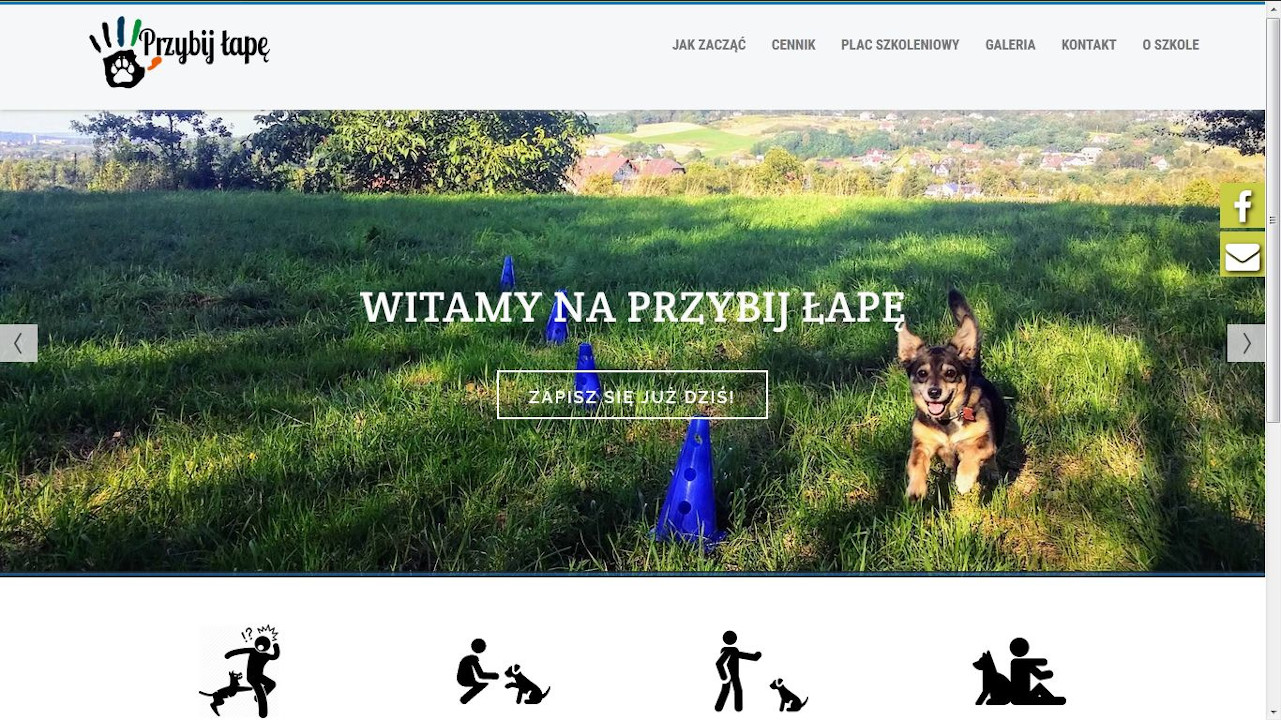 Przybij łapę
JAK ZACZĄĆ CENNIK PLAC SZKOLENIOWY GALERIA KONTAKT O SZKOLE
WITAMY NA PRZYBIJ ŁAPĘ
ZAPISZ SIĘ JUŻ DZIŚ!
!?